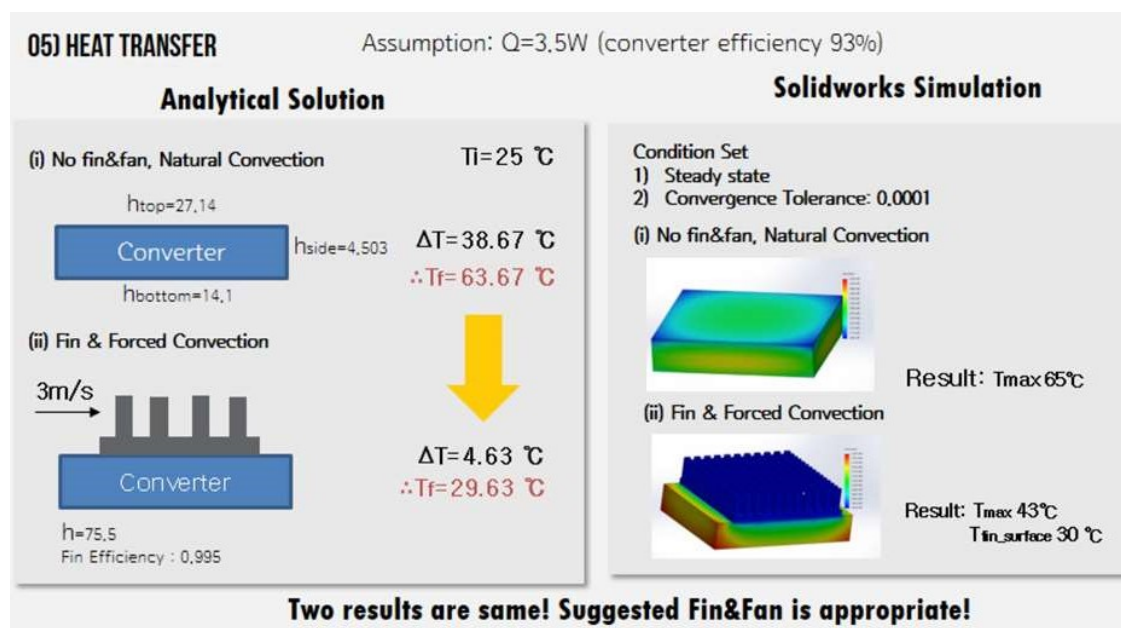 05) HEAT TRANSFER
Assumption: Q=3.5W (converter efficiency 93%)
Analytical Solution
(i) No fin&fan, Natural Convection
Ti=25 ℃
htop=27.14
Converter
hside=4.503
hbottom=14.1
ΔT=38.67 ℃
∴Tf=63.67 ℃
(ii) Fin & Forced Convection
3m/s
Converter
h=75.5
Fin Efficiency : 0.995
ΔT=4.63 ℃
∴Tf=29.63 ℃
Solidworks Simulation
Condition Set
1) Steady state
2) Convergence Tolerance: 0.0001
(i) No fin&fan, Natural Convection
Result: Tmax 65℃
(ii) Fin & Forced Convection
Result: Tmax 43℃
Tfin_surface 30 ℃
Two results are same! Suggested Fin&Fan is appropriate!